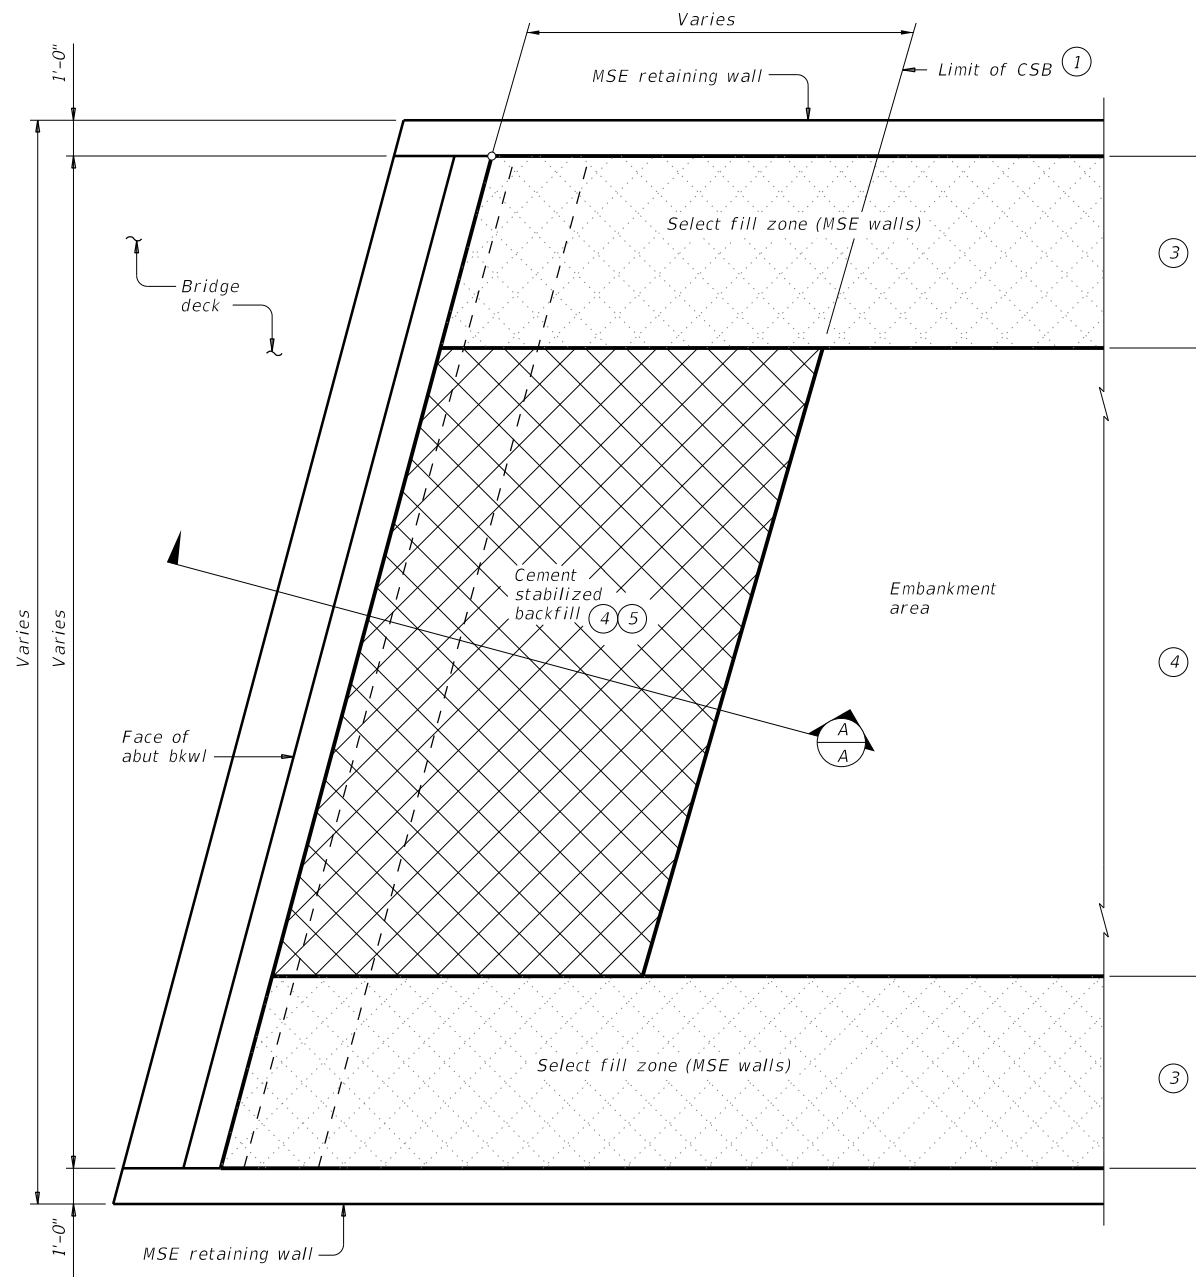 Varies
1'-0"
MSE retaining wall
Limit of CSB 1
Select fill zone (MSE walls)
3
Bridge
deck
Cement
stabilized
backfill 4 5
Embankment
area
Varies
Varies
4
Face of
abut bkwl
A
A
Select fill zone (MSE walls)
3
1'-0"
MSE retaining wall